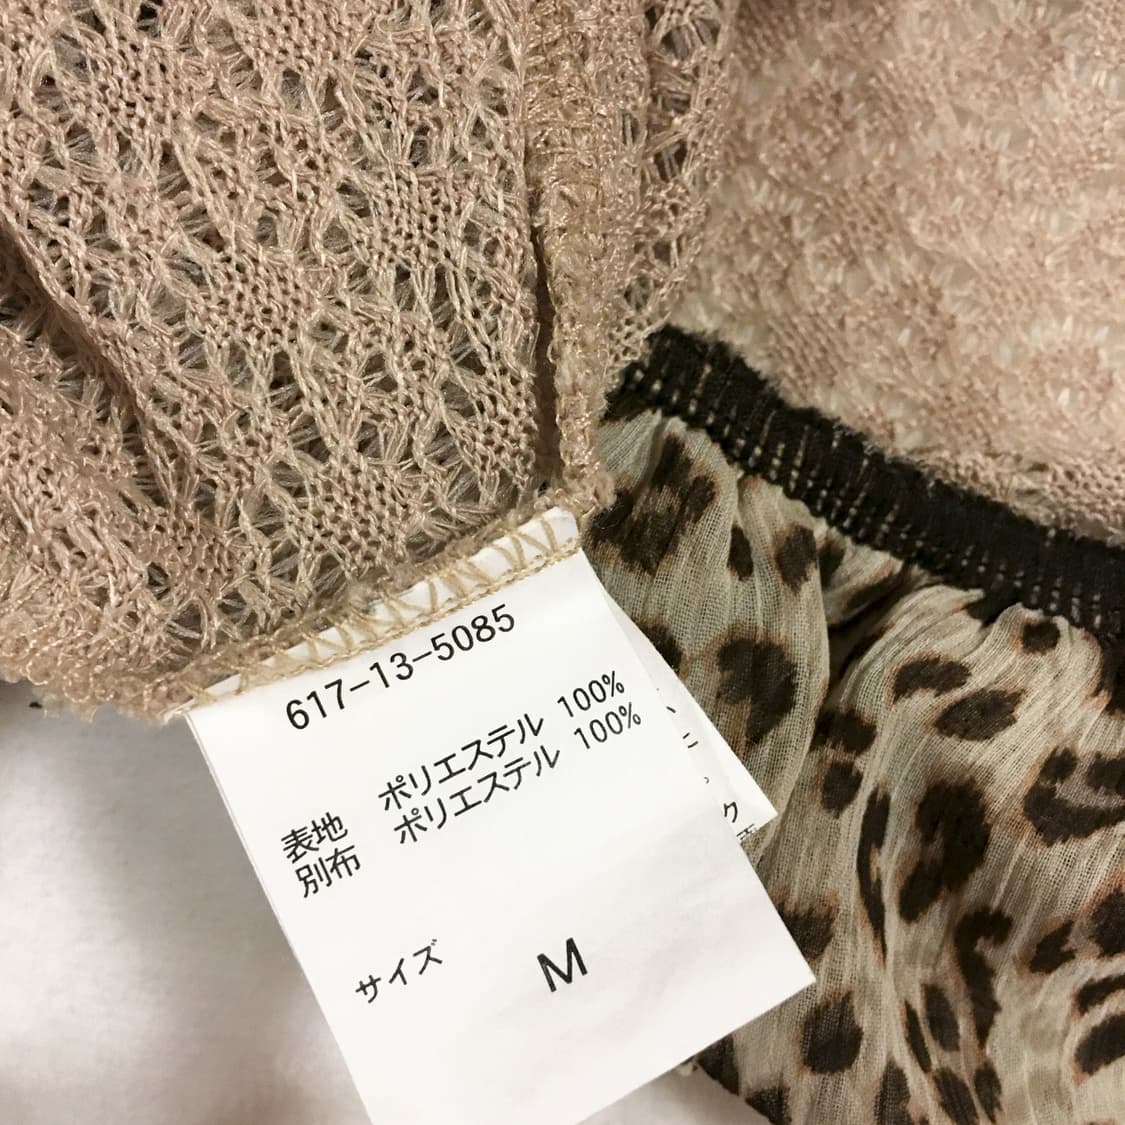 617-13-5085
表地 ポリエステル 100%
別布 ポリエステル 100%
サイズ M